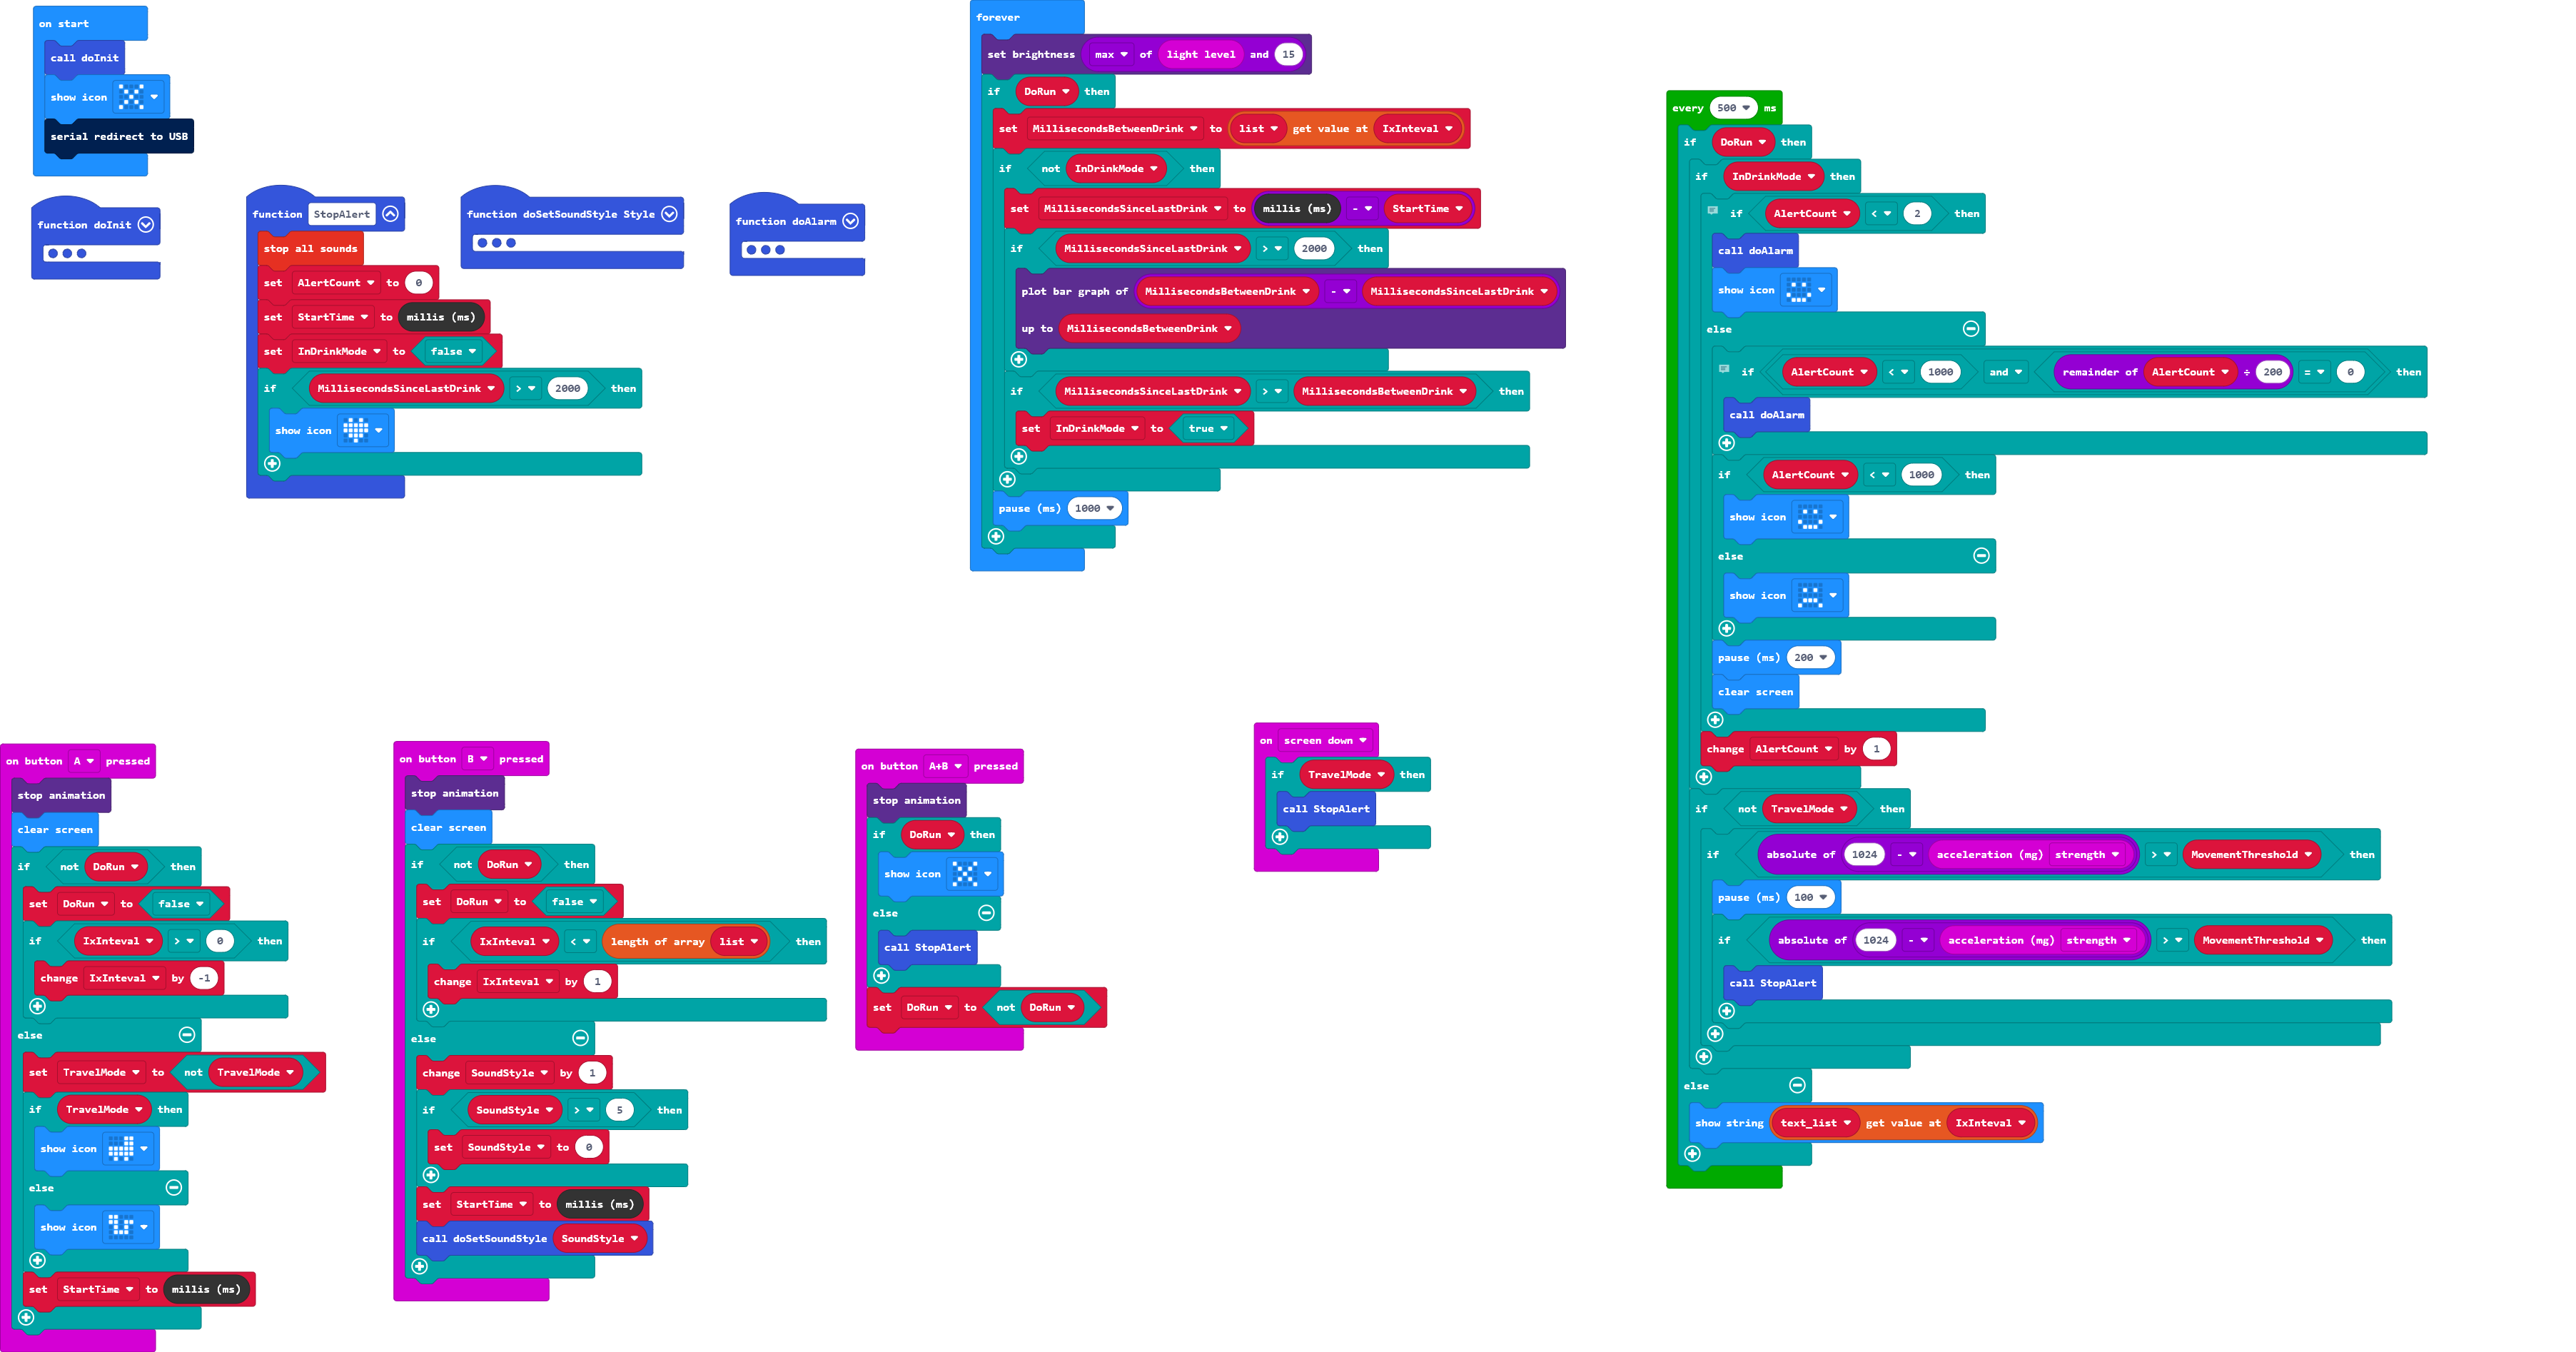 on start
call doInit
show icon
serial redirect to USB
function doInit
function StopAlert
stop all sounds
set AlertCount to 0
set StartTime to millis (ms)
set InDrinkMode to false
if MillisecondsSinceLastDrink > 2000 then
show icon
function doSetSoundStyle Style
function doAlarm
forever
set brightness max of light level and 15
if DoRun then
set MillisecondsBetweenDrink to list get value at IxInteval
if not InDrinkMode then
set MillisecondsSinceLastDrink to millis (ms) - StartTime
if MillisecondsSinceLastDrink > 2000 then
plot bar graph of MillisecondsBetweenDrink - MillisecondsSinceLastDrink
up to MillisecondsBetweenDrink
if MillisecondsSinceLastDrink > MillisecondsBetweenDrink then
set InDrinkMode to true
pause (ms) 1000
every 500 ms
if DoRun then
if InDrinkMode then
if AlertCount < 2 then
call doAlarm
show icon
else
if AlertCount < 1000 and remainder of AlertCount ÷ 200 = 0 then
call doAlarm
if AlertCount < 1000 then
show icon
else
show icon
pause (ms) 200
clear screen
change AlertCount by 1
if not TravelMode then
if absolute of 1024 - acceleration (mg) strength > MovementThreshold then
pause (ms) 100
if absolute of 1024 - acceleration (mg) strength > MovementThreshold then
call StopAlert
else
show string text_list get value at IxInteval
on button A pressed
stop animation
clear screen
if not DoRun then
set DoRun to false
if IxInteval > 0 then
change IxInteval by -1
else
set TravelMode to not TravelMode
if TravelMode then
show icon
else
show icon
set StartTime to millis (ms)
on button B pressed
stop animation
clear screen
if not DoRun then
set DoRun to false
if IxInteval < length of array list then
change IxInteval by 1
else
change SoundStyle by 1
if SoundStyle > 5 then
set SoundStyle to 0
set StartTime to millis (ms)
call doSetSoundStyle SoundStyle
on button A+B pressed
stop animation
if DoRun then
show icon
else
call StopAlert
set DoRun to not DoRun
on screen down
if TravelMode then
call StopAlert